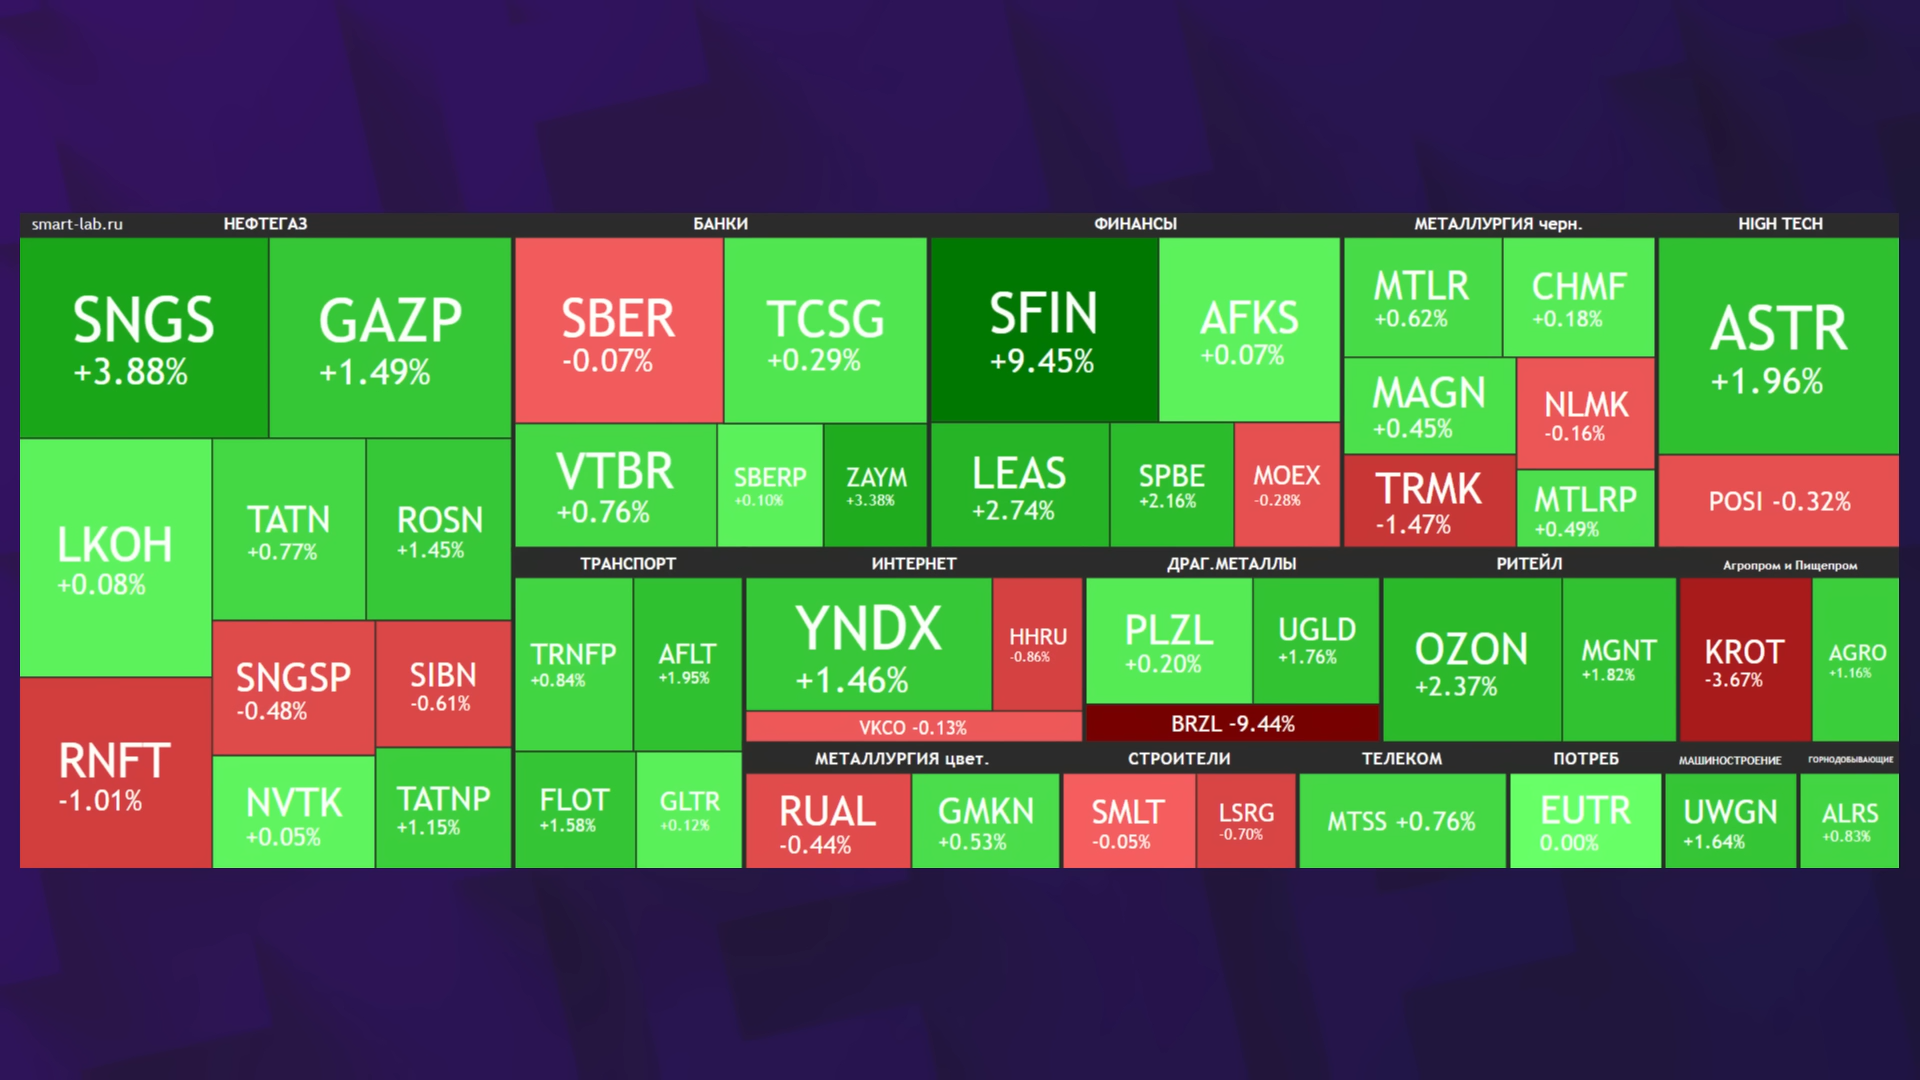 smart-lab.ru
НЕФТЕГАЗ
SNGS
+3.88%
GAZP
+1.49%
LKOH
+0.08%
TATN
+0.77%
ROSN
+1.45%
RNFT
-1.01%
SNGSP
-0.48%
SIBN
-0.61%
NVTK
+0.05%
TATNP
+1.15%
БАНКИ
SBER
-0.07%
TCSG
+0.29%
VTBR
+0.76%
SBERP
+0.10%
ZAYM
+3.38%
ФИНАНСЫ
SFIN
+9.45%
AFKS
+0.07%
LEAS
+2.74%
SPBE
+2.16%
MOEX
-0.28%
МЕТАЛЛУРГИЯ черн.
MTLR
+0.62%
CHMF
+0.18%
MAGN
+0.45%
NLMK
-0.16%
TRMK
-1.47%
MTLRP
+0.49%
HIGH TECH
ASTR
+1.96%
POSI -0.32%
ТРАНСПОРТ
TRNFP
+0.84%
AFLT
+1.95%
FLOT
+1.58%
GLTR
+0.12%
ИНТЕРНЕТ
YNDX
+1.46%
HHRU
-0.86%
VKCO -0.13%
ДРАГ.МЕТАЛЛЫ
PLZL
+0.20%
UGLD
+1.76%
BRZL -9.44%
РИТЕЙЛ
OZON
+2.37%
MGNT
+1.82%
Агропром и Пищепром
KROT
-3.67%
AGRO
+1.16%
МЕТАЛЛУРГИЯ цвет.
RUAL
-0.44%
GMKN
+0.53%
СТРОИТЕЛИ
SMLT
-0.05%
LSRG
-0.70%
ТЕЛЕКОМ
MTSS +0.76%
ПОТРЕБ
EUTR
0.00%
МАШИНОСТРОЕНИЕ
UWGN
+1.64%
ГОРНОДОБЫВАЮЩИЕ
ALRS
+0.83%